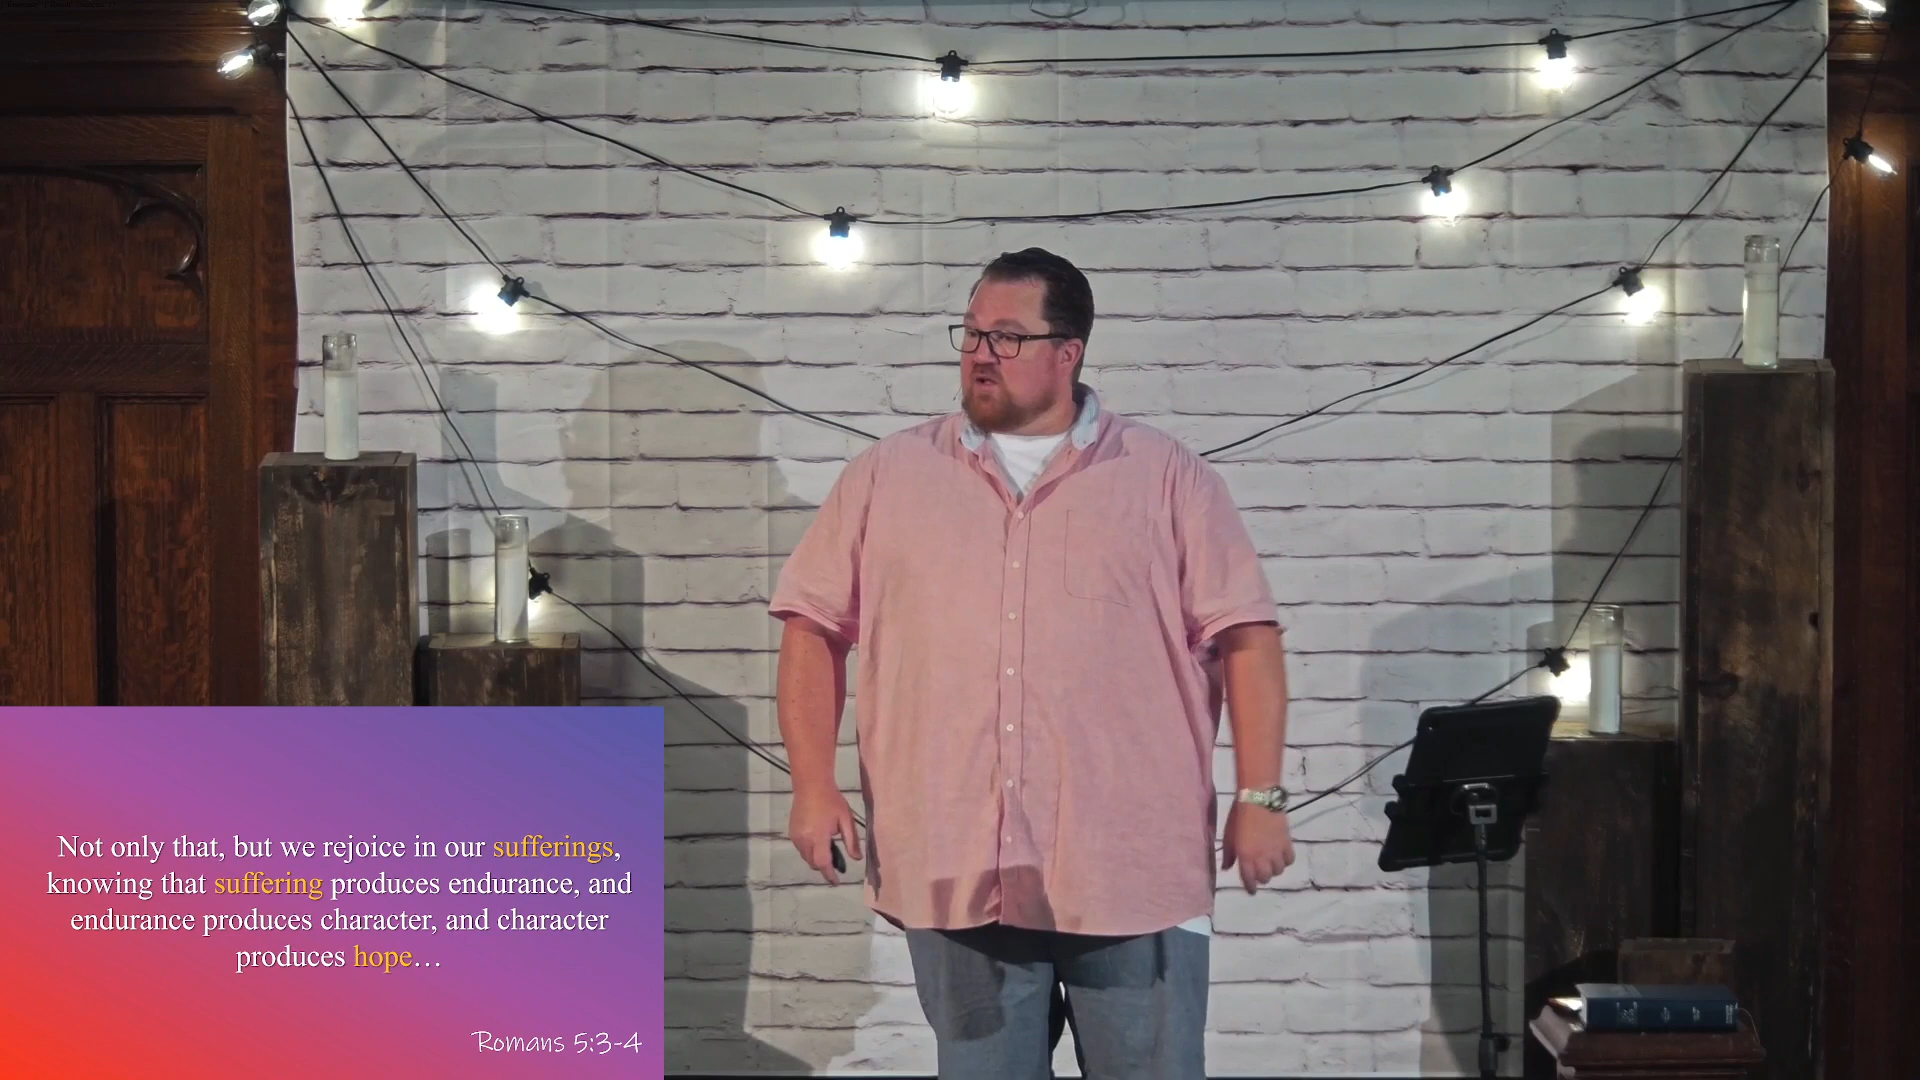 Not only that, but we rejoice in our sufferings,
knowing that suffering produces endurance, and
endurance produces character, and character
produces hope…
Romans 5:3-4